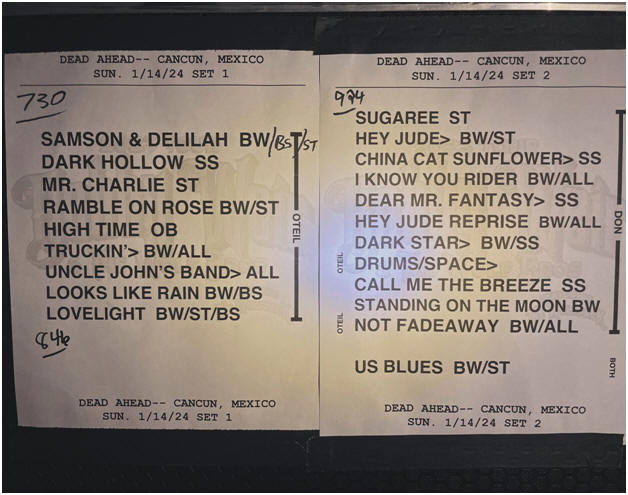 DEAD AHEAD-- CANCUN, MEXICO
SUN. 1/14/24 SET 1
730
SAMSON & DELILAH BW/BS/ST
DARK HOLLOW SS
MR. CHARLIE ST
RAMBLE ON ROSE BW/ST
HIGH TIME OB
TRUCKIN'> BW/ALL
UNCLE JOHN'S BAND> ALL
LOOKS LIKE RAIN BW/BS
LOVELIGHT BW/ST/BS
OTEIL
846
DEAD AHEAD-- CANCUN, MEXICO
SUN. 1/14/24 SET 1
DEAD AHEAD-- CANCUN, MEXICO
SUN. 1/14/24 SET 2
SUGAREE ST
HEY JUDE> BW/ST
CHINA CAT SUNFLOWER> SS
I KNOW YOU RIDER BW/ALL
DEAR MR. FANTASY> SS
HEY JUDE REPRISE BW/ALL
DARK STAR> BW/SS
DRUMS/SPACE>
CALL ME THE BREEZE SS
STANDING ON THE MOON BW
NOT FADEAWAY BW/ALL
US BLUES BW/ST
OTEIL
OTEIL
DON
BOTH
DEAD AHEAD-- CANCUN, MEXICO
SUN. 1/14/24 SET 2